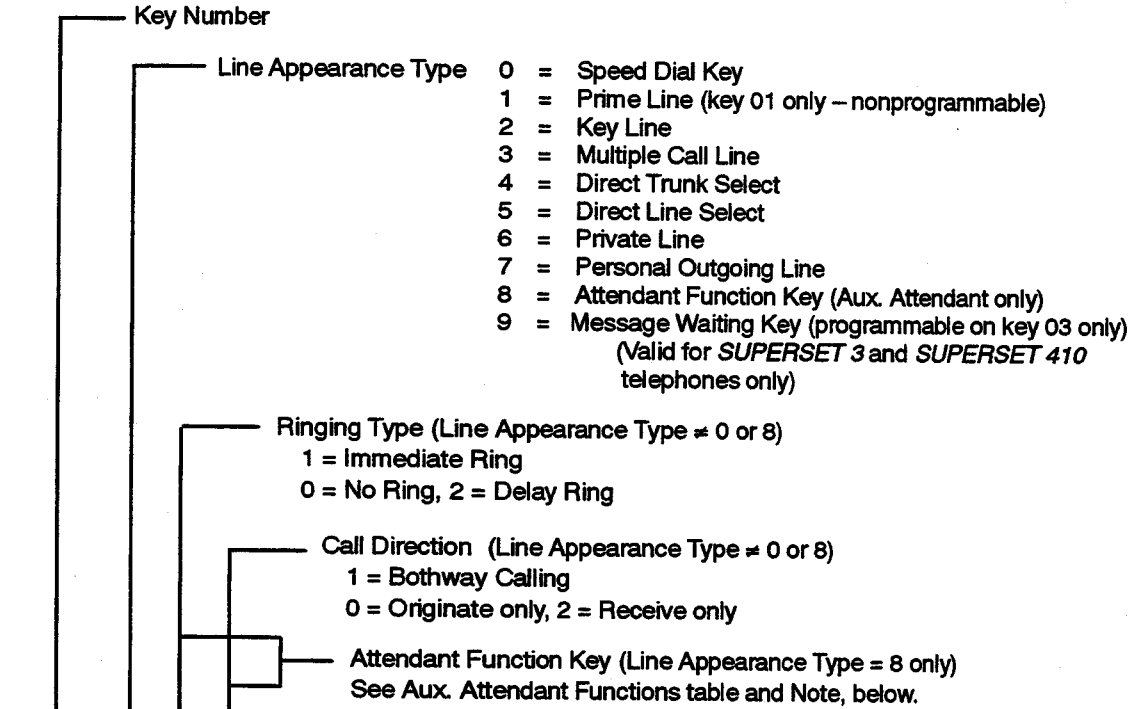 Key Number
Line Appearance Type 0 = Speed Dial Key
1 = Prime Line (key 01 only – nonprogrammable)
2 = Key Line
3 = Multiple Call Line
4 = Direct Trunk Select
5 = Direct Line Select
6 = Private Line
7 = Personal Outgoing Line
8 = Attendant Function Key (Aux. Attendant only)
9 = Message Waiting Key (programmable on key 03 only)
(Valid for SUPERSET 3 and SUPERSET 410
telephones only)
Ringing Type (Line Appearance Type ≠ 0 or 8)
1 = Immediate Ring
0 = No Ring, 2 = Delay Ring
Call Direction (Line Appearance Type ≠ 0 or 8)
1 = Bothway Calling
0 = Originate only, 2 = Receive only
Attendant Function Key (Line Appearance Type = 8 only)
See Aux. Attendant Functions table and Note, below.